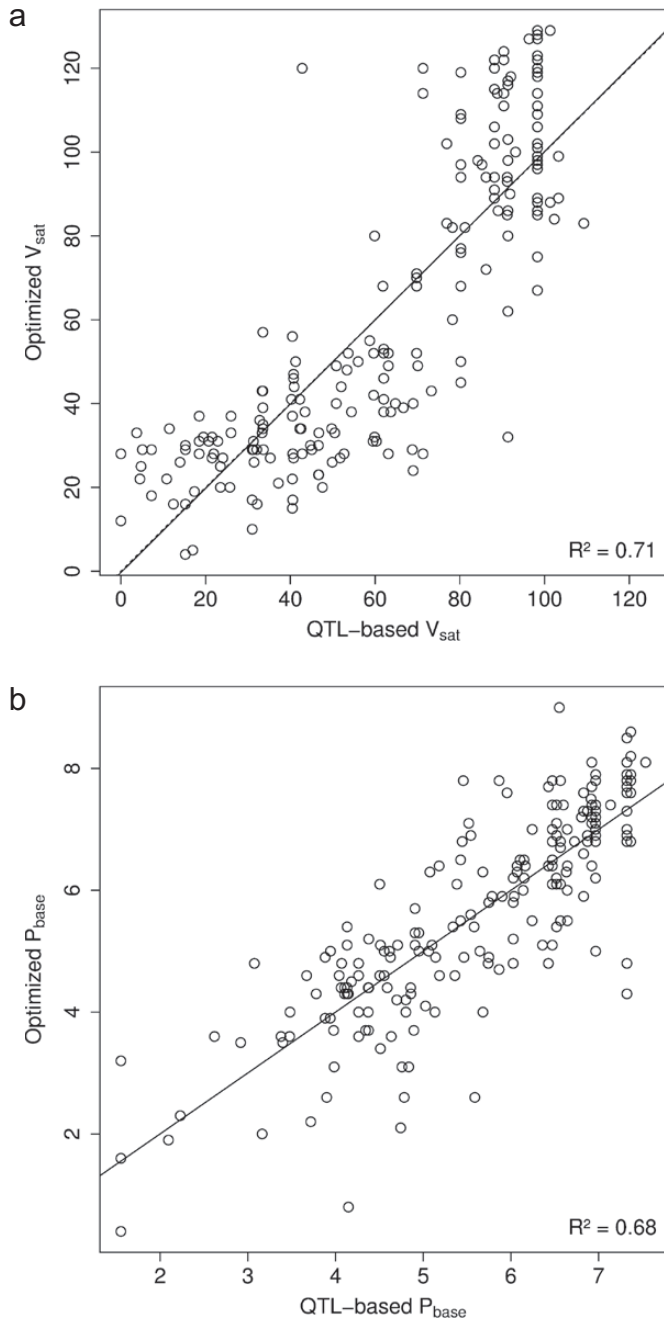 a
120
100
80
60
40
20
0
Optimized Vsat
R² = 0.71
0 20 40 60 80 100 120
QTL−based Vsat
b
8
6
4
2
Optimized Pbase
R² = 0.68
2 3 4 5 6 7
QTL−based Pbase